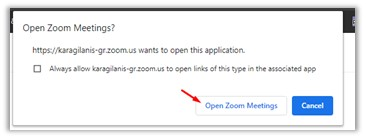 Open Zoom Meetings?
https://karagilanis-gr.zoom.us wants to open this application.
Always allow karagilanis-gr.zoom.us to open links of this type in the associated app
Open Zoom Meetings Cancel